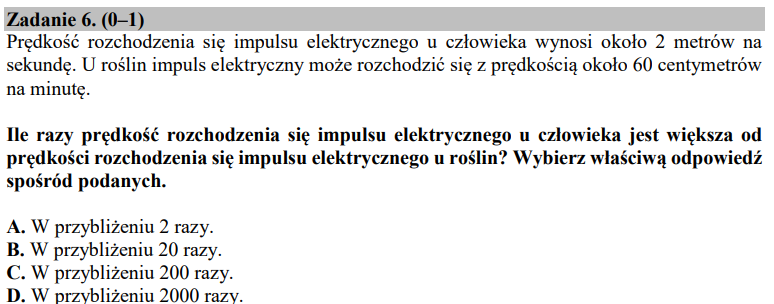 Zadanie 6. (0–1)
Prędkość rozchodzenia się impulsu elektrycznego u człowieka wynosi około 2 metrów na
sekundę. U roślin impuls elektryczny może rozchodzić się z prędkością około 60 centymetrów
na minutę.
Ile razy prędkość rozchodzenia się impulsu elektrycznego u człowieka jest większa od
prędkości rozchodzenia się impulsu elektrycznego u roślin? Wybierz właściwą odpowiedź
spośród podanych.
A. W przybliżeniu 2 razy.
B. W przybliżeniu 20 razy.
C. W przybliżeniu 200 razy.
D. W przybliżeniu 2000 razy.